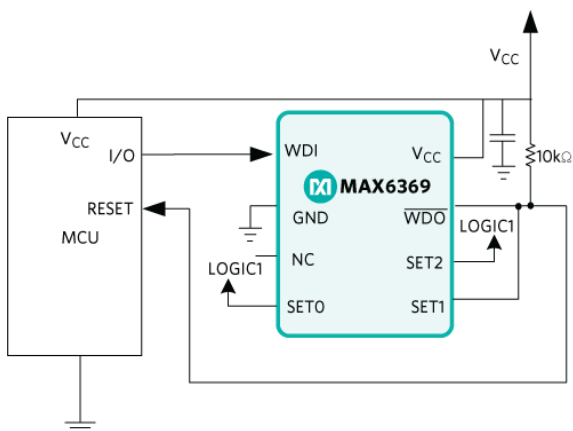 VCC
VCC
I/O
RESET
MCU
WDI
VCC
MAX6369
GND
WDO
NC
SET2
SET0
SET1
LOGIC1
LOGIC1
10kΩ